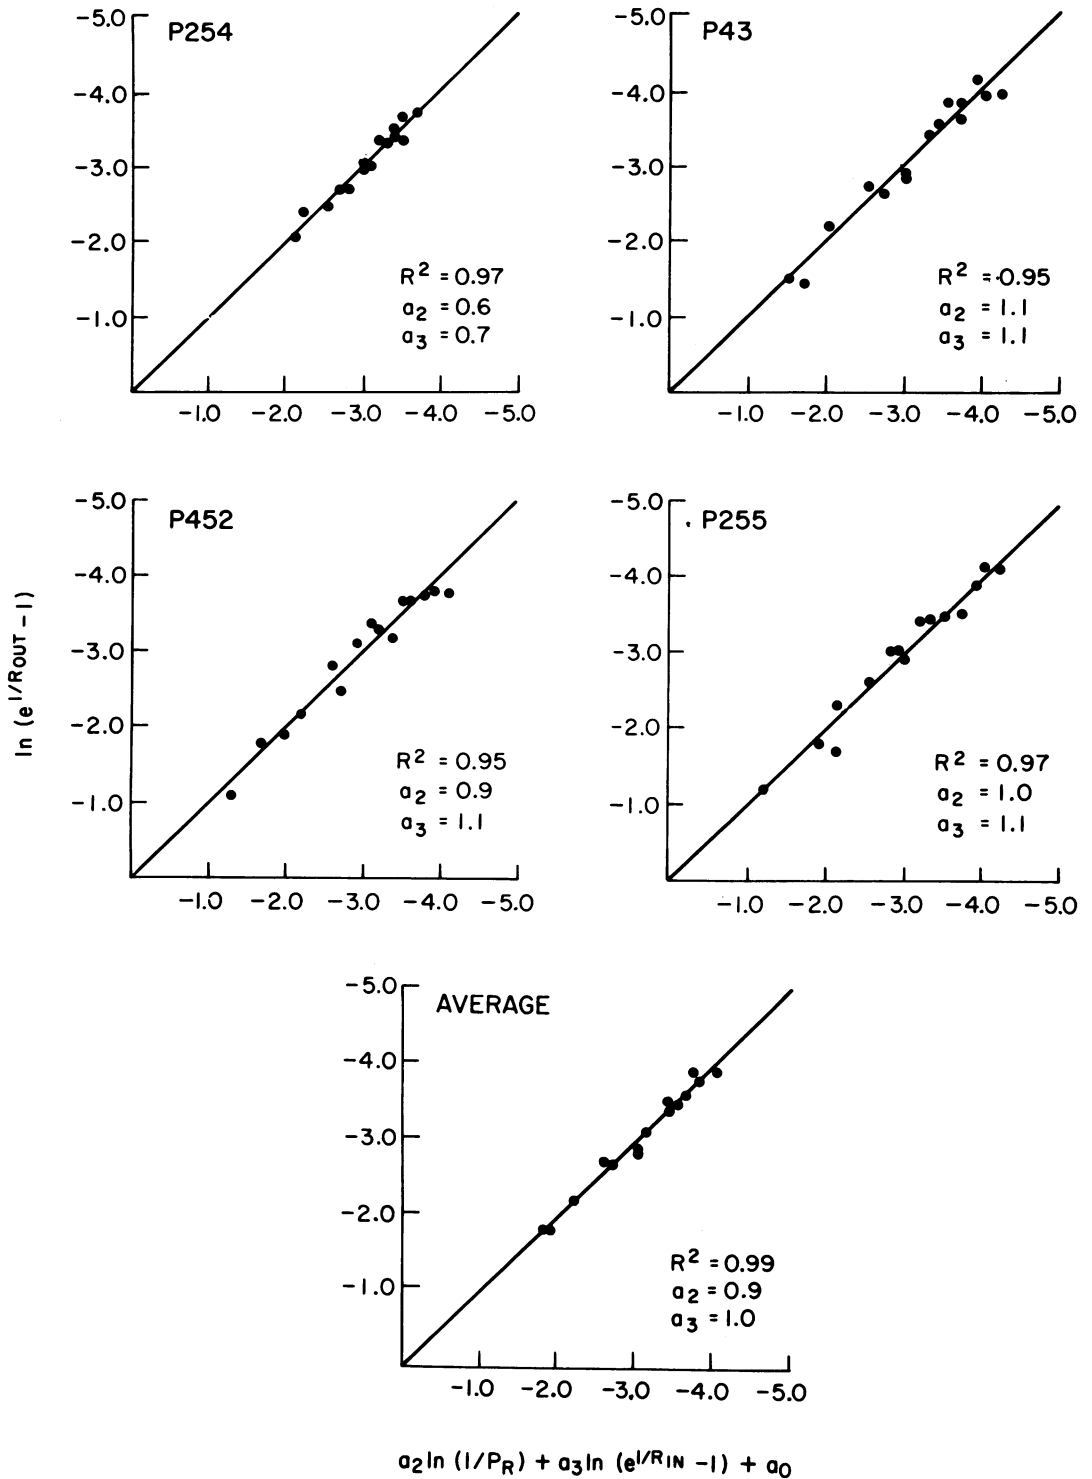 P254
-5.0
-4.0
-3.0
-2.0
-1.0
R² = 0.97
a₂ = 0.6
a₃ = 0.7
-1.0 -2.0 -3.0 -4.0 -5.0
P43
-5.0
-4.0
-3.0
-2.0
-1.0
R² = 0.95
a₂ = 1.1
a₃ = 1.1
-1.0 -2.0 -3.0 -4.0 -5.0
ln (e^1/R_OUT - 1)
P452
-5.0
-4.0
-3.0
-2.0
-1.0
R² = 0.95
a₂ = 0.9
a₃ = 1.1
-1.0 -2.0 -3.0 -4.0 -5.0
P255
-5.0
-4.0
-3.0
-2.0
-1.0
R² = 0.97
a₂ = 1.0
a₃ = 1.1
-1.0 -2.0 -3.0 -4.0 -5.0
AVERAGE
-5.0
-4.0
-3.0
-2.0
-1.0
R² = 0.99
a₂ = 0.9
a₃ = 1.0
-1.0 -2.0 -3.0 -4.0 -5.0
a₂ ln (1/P_R) + a₃ ln (e^1/R_IN - 1) + a₀